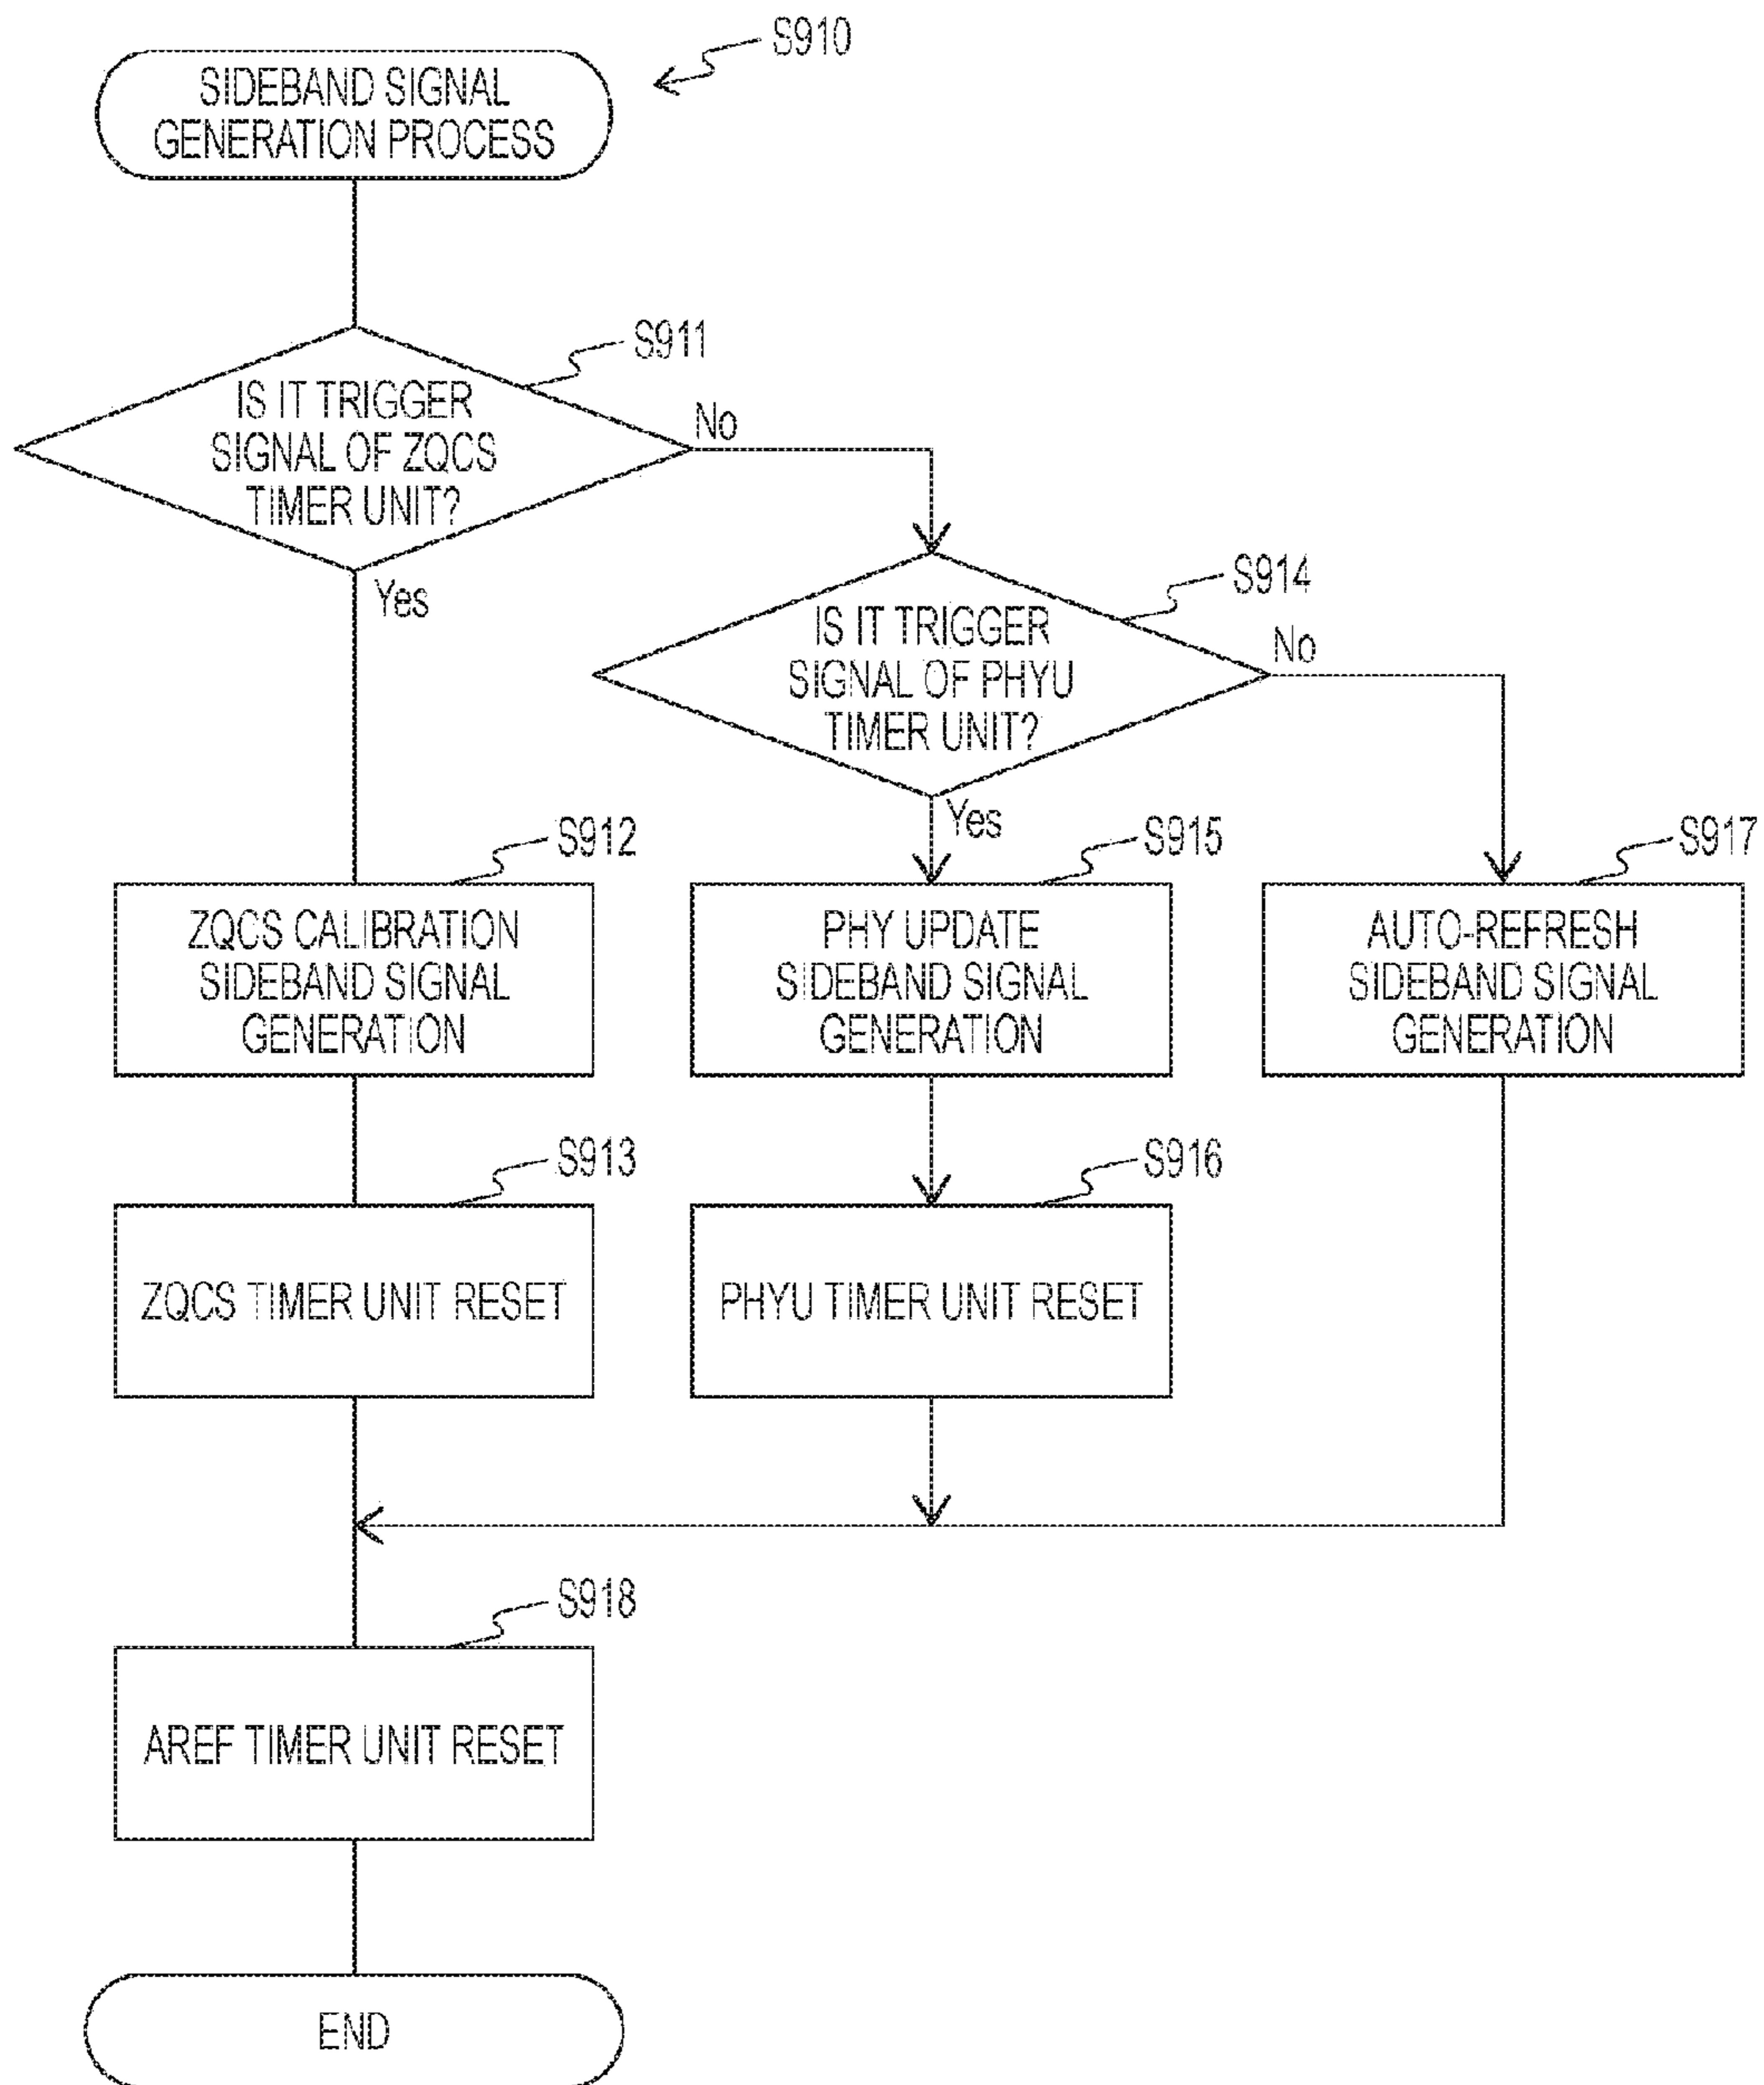 S910
SIDEBAND SIGNAL
GENERATION PROCESS
S911
IS IT TRIGGER
SIGNAL OF ZQCS
TIMER UNIT?
No
Yes
S914
IS IT TRIGGER
SIGNAL OF PHYU
TIMER UNIT?
No
Yes
S912
ZQCS CALIBRATION
SIDEBAND SIGNAL
GENERATION
S915
PHY UPDATE
SIDEBAND SIGNAL
GENERATION
S917
AUTO-REFRESH
SIDEBAND SIGNAL
GENERATION
S913
ZQCS TIMER UNIT RESET
S916
PHYU TIMER UNIT RESET
S918
AREF TIMER UNIT RESET
END